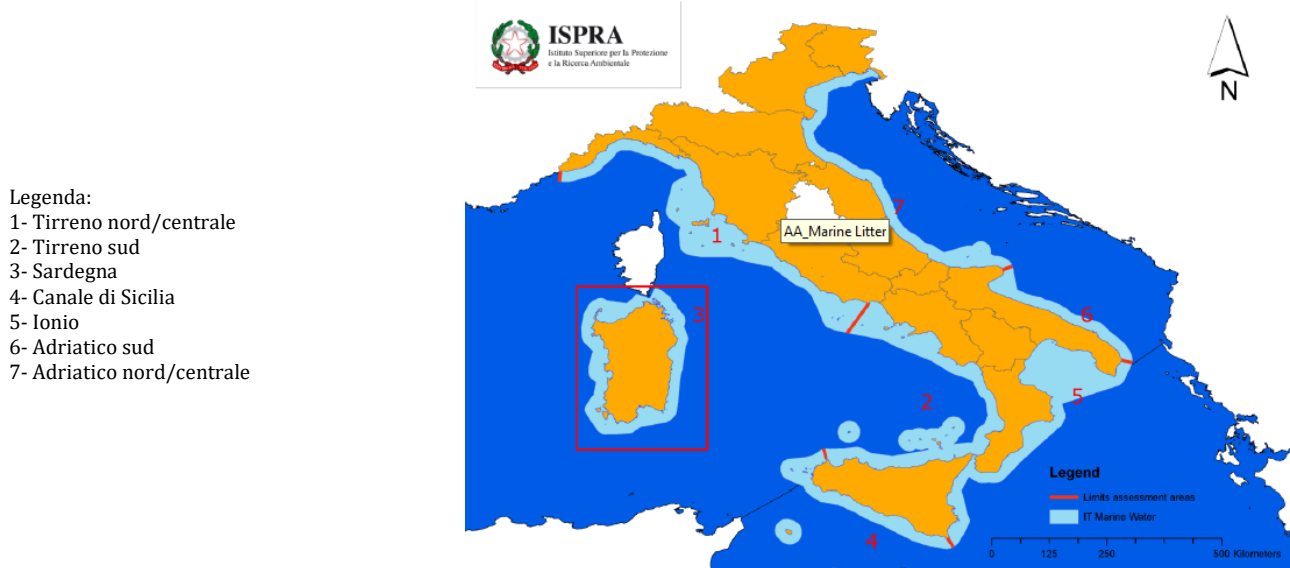 ISPRA
Istituto Superiore per la Protezione
e la Ricerca Ambientale
N
Legenda:
1- Tirreno nord/centrale
2- Tirreno sud
3- Sardegna
4- Canale di Sicilia
5- Ionio
6- Adriatico sud
7- Adriatico nord/centrale
7
AA_Marine Litter
1
3
6
5
2
4
Legend
Limits assessment areas
IT Marine Water
0 125 250 500 Kilometers